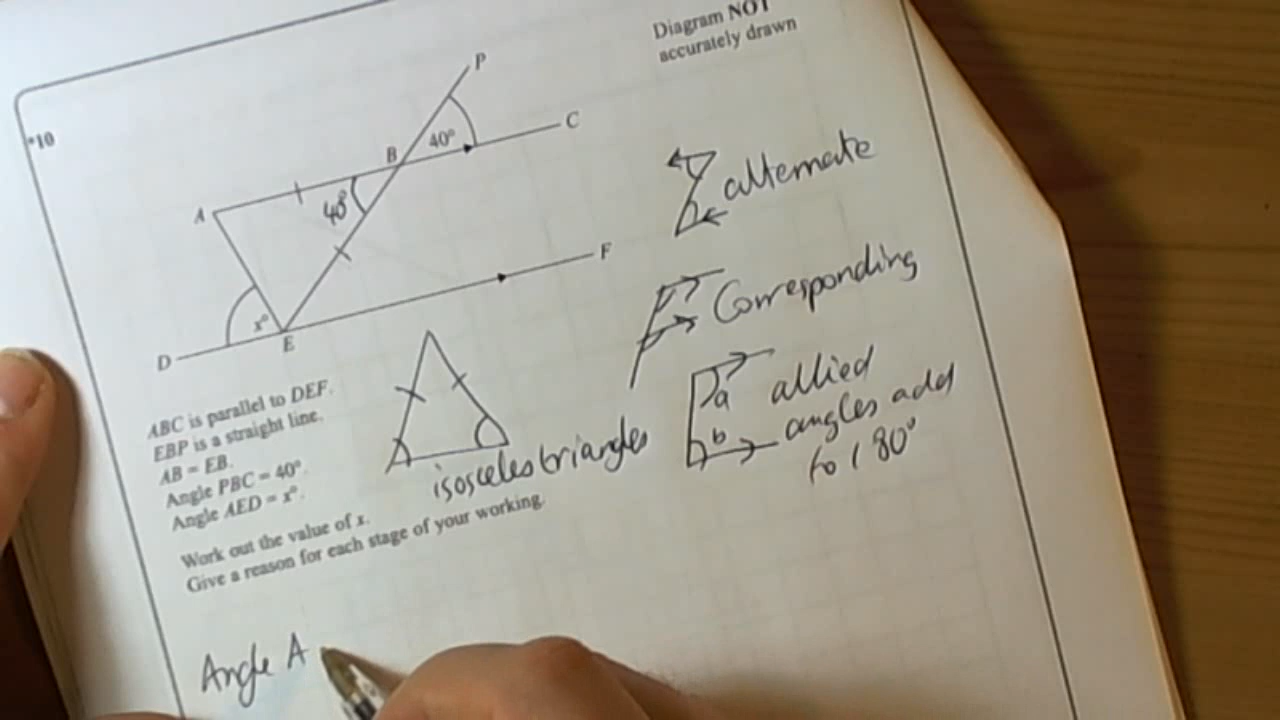 Diagram NOT
accurately drawn
*10
P
C
B
40°
A
40°
F
x°
E
D
alternate
Corresponding
a allied
b angles add
to 180°
isosceles triangles
ABC is parallel to DEF.
EBP is a straight line.
AB = EB.
Angle PBC = 40°.
Angle AED = x°.
Work out the value of x.
Give a reason for each stage of your working.
Angle A